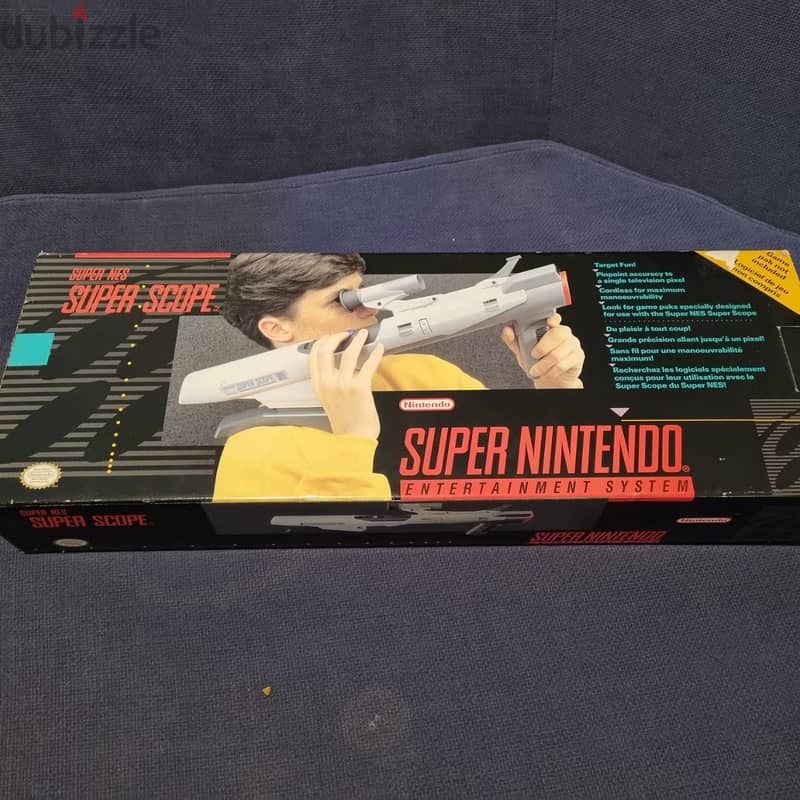 dubizzle
SUPER NES
SUPER SCOPE™
Target Fun!
Pinpoint accuracy to
a single television pixel
Cordless for maximum
manoeuvrability
Look for game paks specially designed
for use with the Super NES Super Scope
Du plaisir à tout coup!
Grande précision allant jusqu'à un pixel!
Sans fil pour une manoeuvrabilité
maximum!
Recherchez les logiciels spécialement
conçus pour leur utilisation avec le
Super Scope du Super NES!
Game
pak not
included
Logiciel de jeu
non compris
Nintendo
SUPER NINTENDO®
ENTERTAINMENT SYSTEM
SUPER NES
SUPER SCOPE™
SUPER NINTENDO
Nintendo